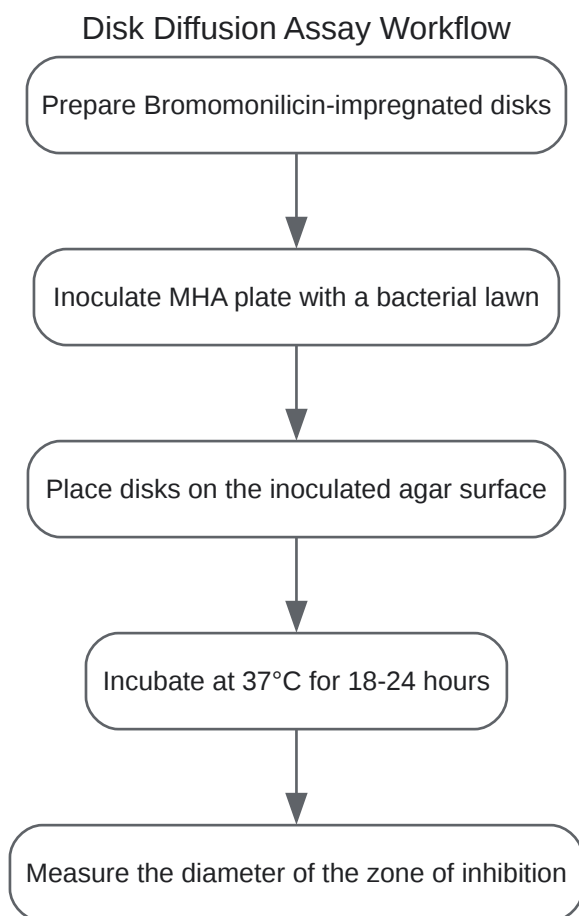 Disk Diffusion Assay Workflow
Prepare Bromomonilicin-impregnated disks
Inoculate MHA plate with a bacterial lawn
Place disks on the inoculated agar surface
Incubate at 37°C for 18-24 hours
Measure the diameter of the zone of inhibition